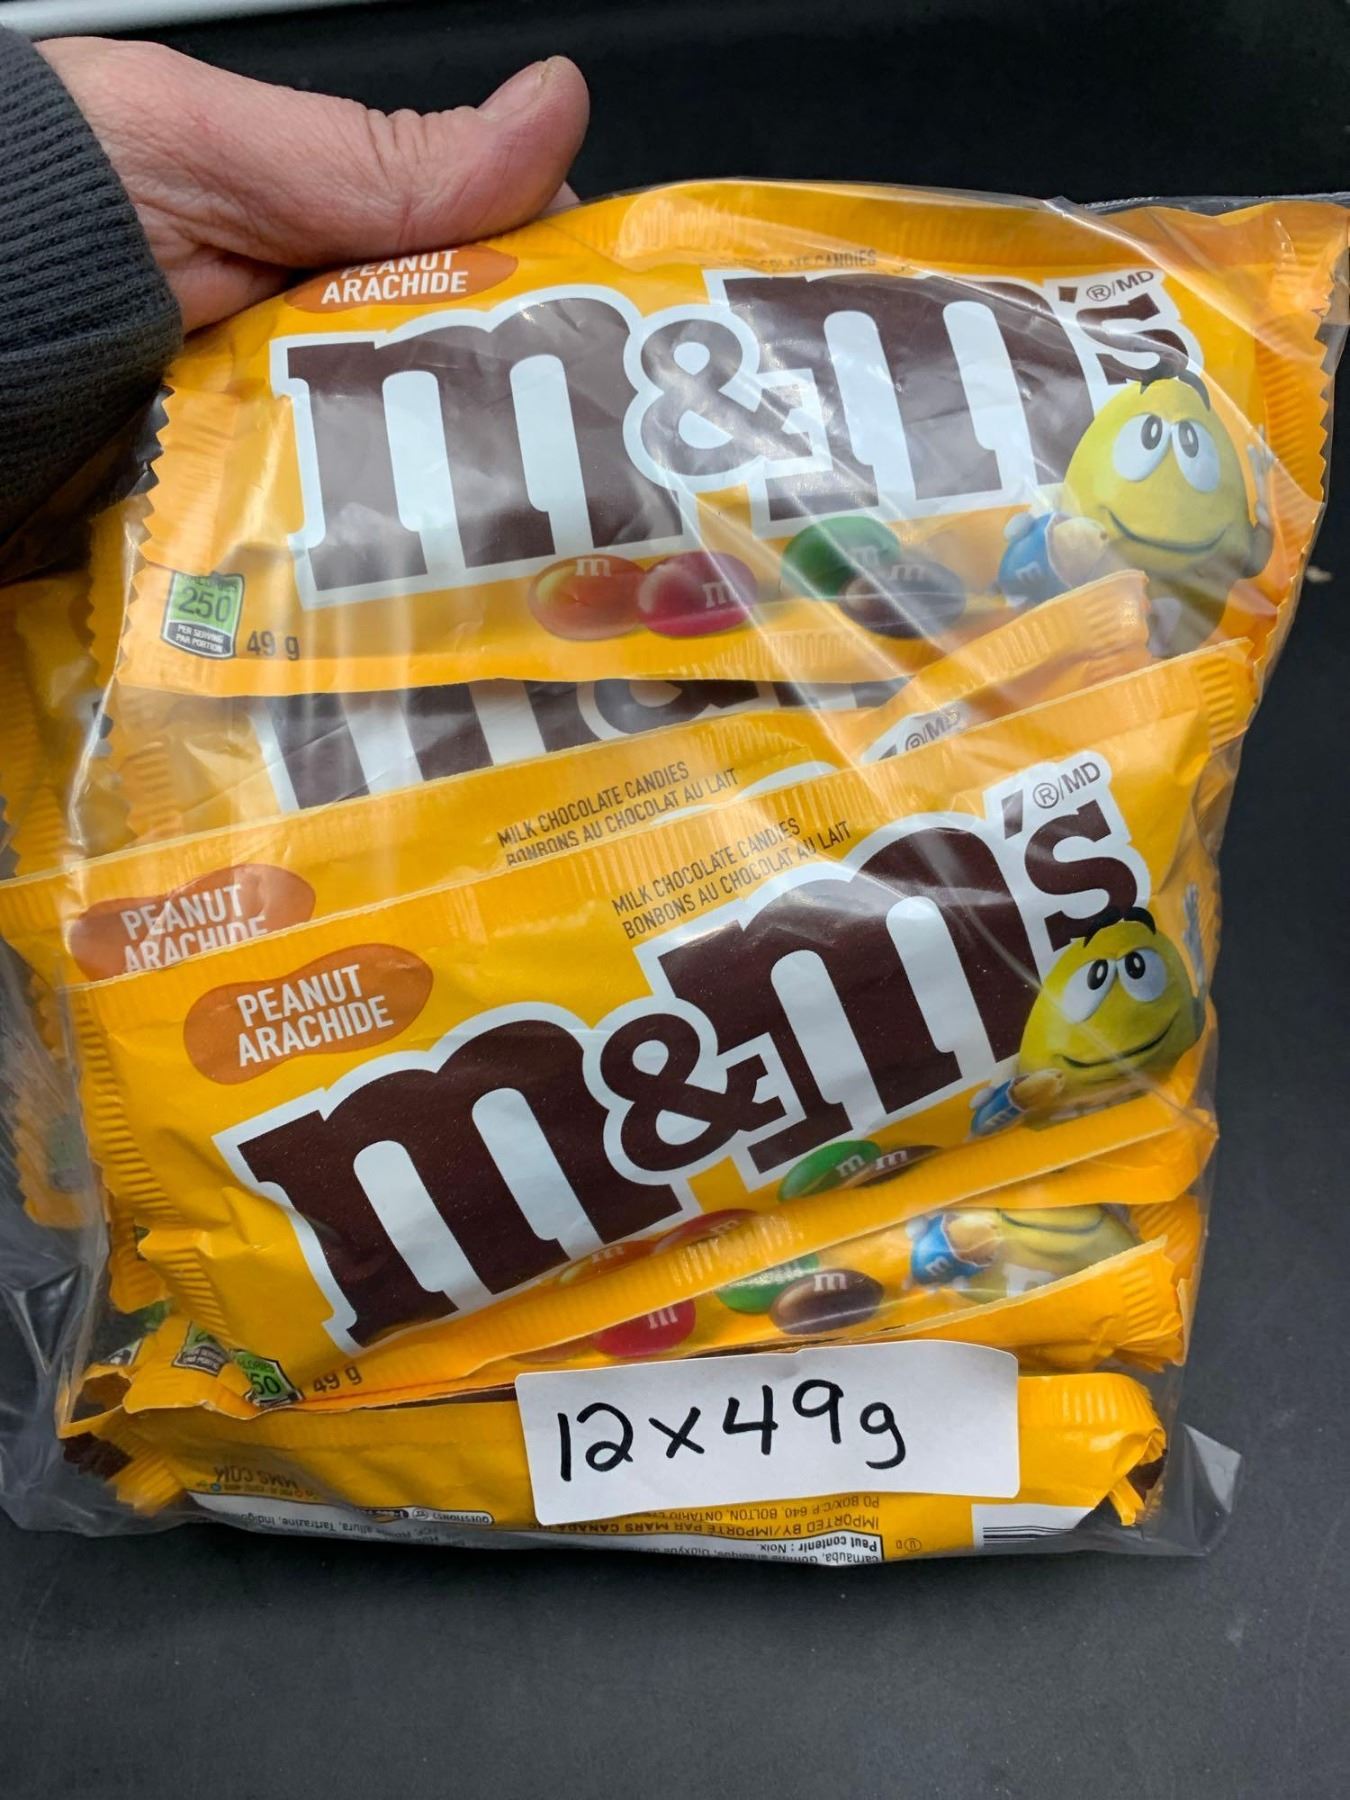 PEANUT
ARACHIDE
m&m's
®/MD
250
PER SERVING
PAR PORTION
49 g
MILK CHOCOLATE CANDIES
BONBONS AU CHOCOLAT AU LAIT
PEANUT
ARACHIDE
MILK CHOCOLATE CANDIES
BONBONS AU CHOCOLAT AU LAIT
PEANUT
ARACHIDE
m&m's
®/MD
49 g
12x49g
PO BOX/C.P. 640, BOLTON, ONTARIO
IMPORTED BY/IMPORTÉ PAR MARS CANADA
Peut contenir : Noix.
QUESTIONS?